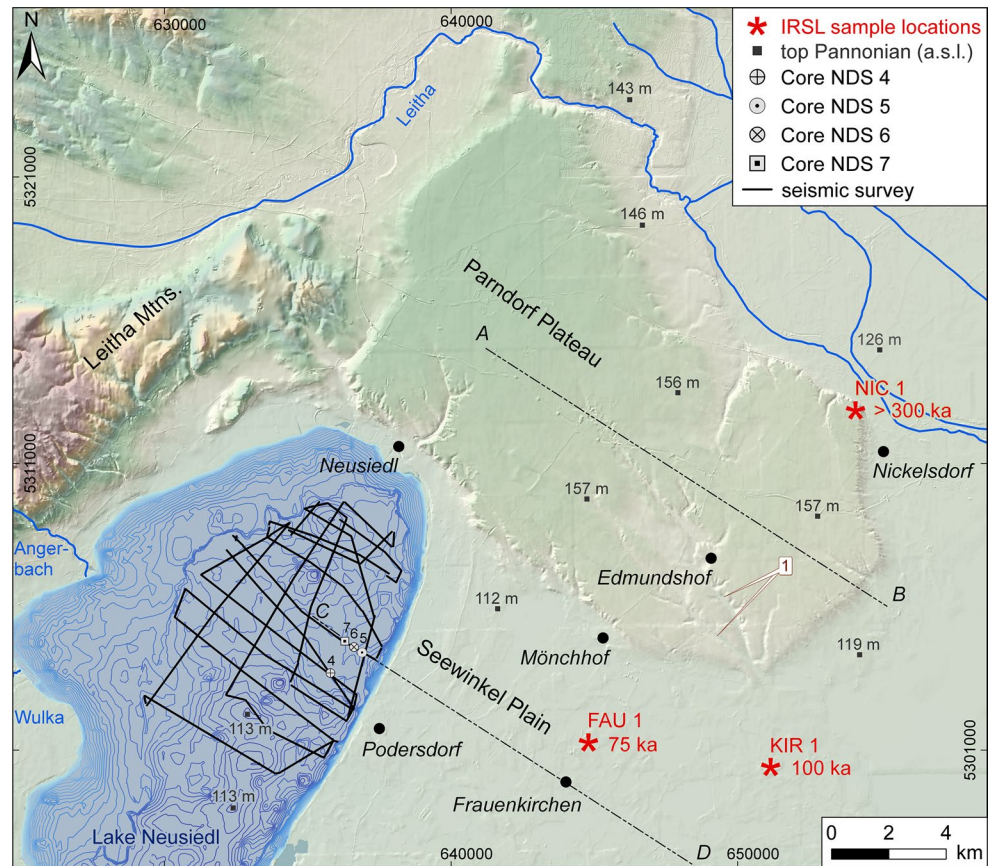 N
630000
640000
IRSL sample locations
top Pannonian (a.s.l.)
Core NDS 4
Core NDS 5
Core NDS 6
Core NDS 7
seismic survey
143 m
Leitha
5321000
146 m
Parndorf Plateau
Leitha Mtns.
A
126 m
156 m
NIC 1
> 300 ka
Neusiedl
Nickelsdorf
5311000
157 m
157 m
Anger-
bach
Edmundshof
1
B
112 m
C
7
6
5
Mönchhof
119 m
4
Seewinkel Plain
Wulka
113 m
FAU 1
75 ka
Podersdorf
KIR 1
100 ka
5301000
Frauenkirchen
113 m
Lake Neusiedl
D
640000
650000
0 2 4
km